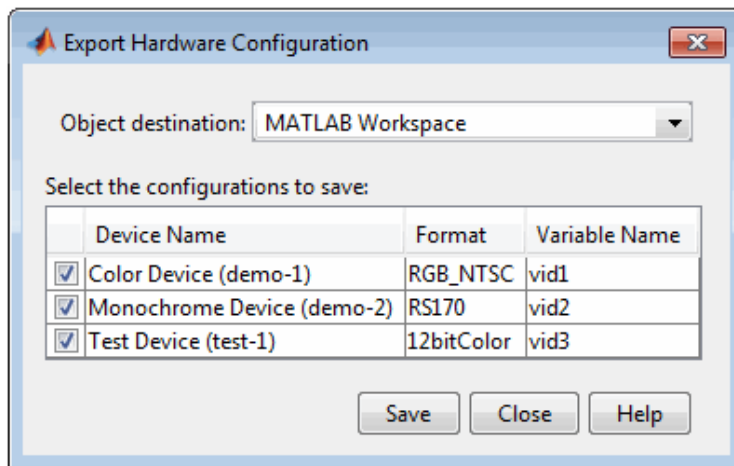 Export Hardware Configuration
Object destination: MATLAB Workspace
Select the configurations to save:
Device Name Format Variable Name
Color Device (demo-1) RGB_NTSC vid1
Monochrome Device (demo-2) RS170 vid2
Test Device (test-1) 12bitColor vid3
Save Close Help